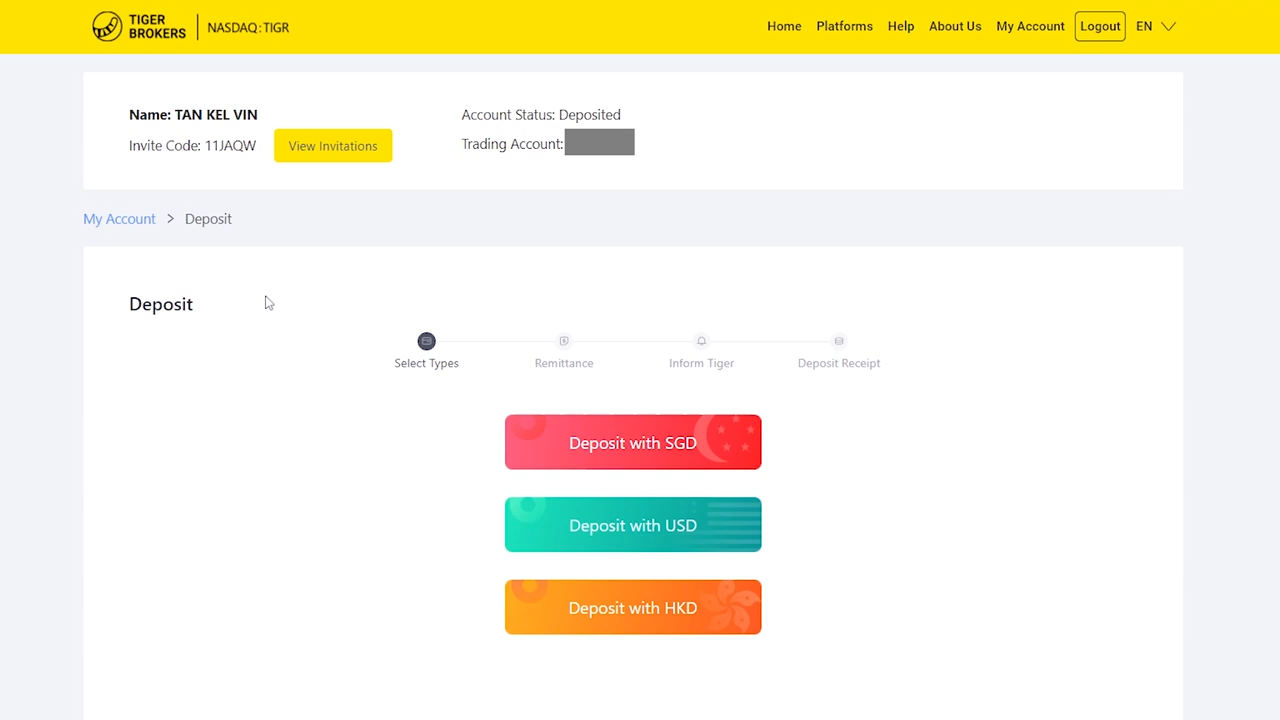 TIGER
BROKERS
NASDAQ:TIGR
Home Platforms Help About Us My Account Logout EN
Name: TAN KEL VIN
Account Status: Deposited
Invite Code: 11JAQW View Invitations
Trading Account:
My Account > Deposit
Deposit
Select Types Remittance Inform Tiger Deposit Receipt
Deposit with SGD
Deposit with USD
Deposit with HKD